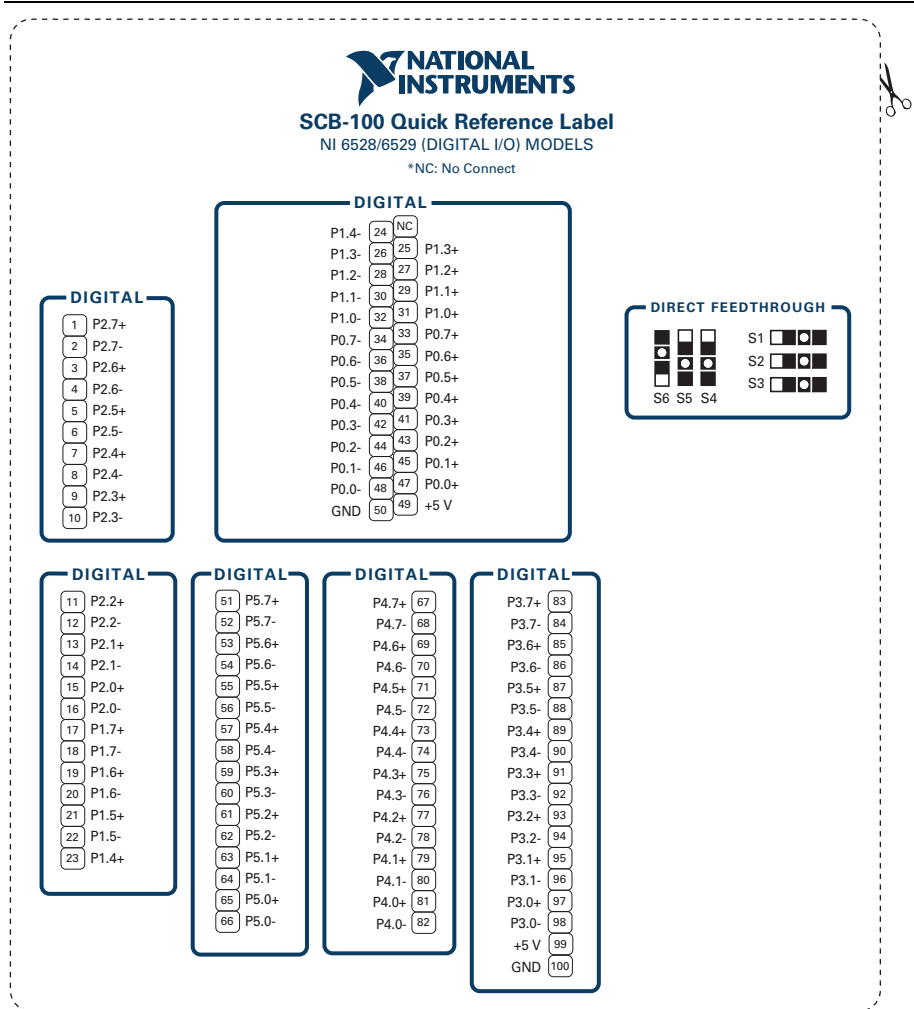 NATIONAL
INSTRUMENTS
SCB-100 Quick Reference Label
NI 6528/6529 (DIGITAL I/O) MODELS
*NC: No Connect
DIGITAL
P1.4- 24 NC
P1.3- 26 25 P1.3+
P1.2- 28 27 P1.2+
P1.1- 30 29 P1.1+
P1.0- 32 31 P1.0+
P0.7- 34 33 P0.7+
P0.6- 36 35 P0.6+
P0.5- 38 37 P0.5+
P0.4- 40 39 P0.4+
P0.3- 42 41 P0.3+
P0.2- 44 43 P0.2+
P0.1- 46 45 P0.1+
P0.0- 48 47 P0.0+
GND 50 49 +5 V
DIGITAL
1 P2.7+
2 P2.7-
3 P2.6+
4 P2.6-
5 P2.5+
6 P2.5-
7 P2.4+
8 P2.4-
9 P2.3+
10 P2.3-
DIRECT FEEDTHROUGH
S1
S2
S3
S6 S5 S4
DIGITAL
11 P2.2+
12 P2.2-
13 P2.1+
14 P2.1-
15 P2.0+
16 P2.0-
17 P1.7+
18 P1.7-
19 P1.6+
20 P1.6-
21 P1.5+
22 P1.5-
23 P1.4+
DIGITAL
51 P5.7+
52 P5.7-
53 P5.6+
54 P5.6-
55 P5.5+
56 P5.5-
57 P5.4+
58 P5.4-
59 P5.3+
60 P5.3-
61 P5.2+
62 P5.2-
63 P5.1+
64 P5.1-
65 P5.0+
66 P5.0-
DIGITAL
P4.7+ 67
P4.7- 68
P4.6+ 69
P4.6- 70
P4.5+ 71
P4.5- 72
P4.4+ 73
P4.4- 74
P4.3+ 75
P4.3- 76
P4.2+ 77
P4.2- 78
P4.1+ 79
P4.1- 80
P4.0+ 81
P4.0- 82
DIGITAL
P3.7+ 83
P3.7- 84
P3.6+ 85
P3.6- 86
P3.5+ 87
P3.5- 88
P3.4+ 89
P3.4- 90
P3.3+ 91
P3.3- 92
P3.2+ 93
P3.2- 94
P3.1+ 95
P3.1- 96
P3.0+ 97
P3.0- 98
+5 V 99
GND 100